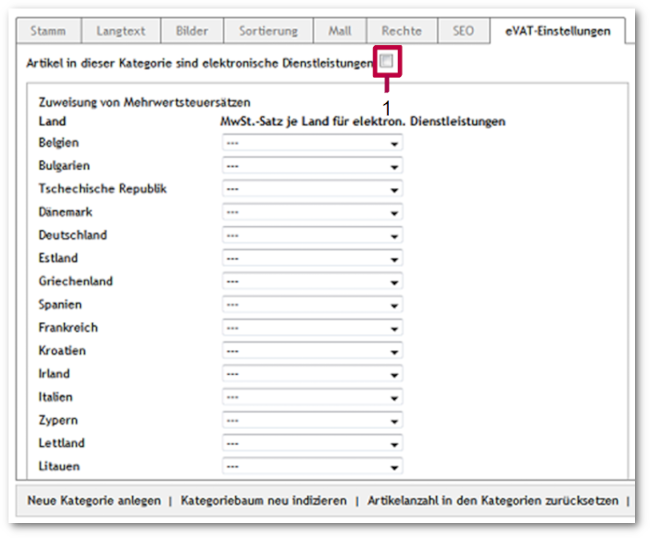 Stamm Langtext Bilder Sortierung Mall Rechte SEO eVAT-Einstellungen
Artikel in dieser Kategorie sind elektronische Dienstleistungen
1
Zuweisung von Mehrwertsteuersätzen
Land MwSt.-Satz je Land für elektron. Dienstleistungen
Belgien ---
Bulgarien ---
Tschechische Republik ---
Dänemark ---
Deutschland ---
Estland ---
Griechenland ---
Spanien ---
Frankreich ---
Kroatien ---
Irland ---
Italien ---
Zypern ---
Lettland ---
Litauen ---
Neue Kategorie anlegen | Kategoriebaum neu indizieren | Artikelanzahl in den Kategorien zurücksetzen |